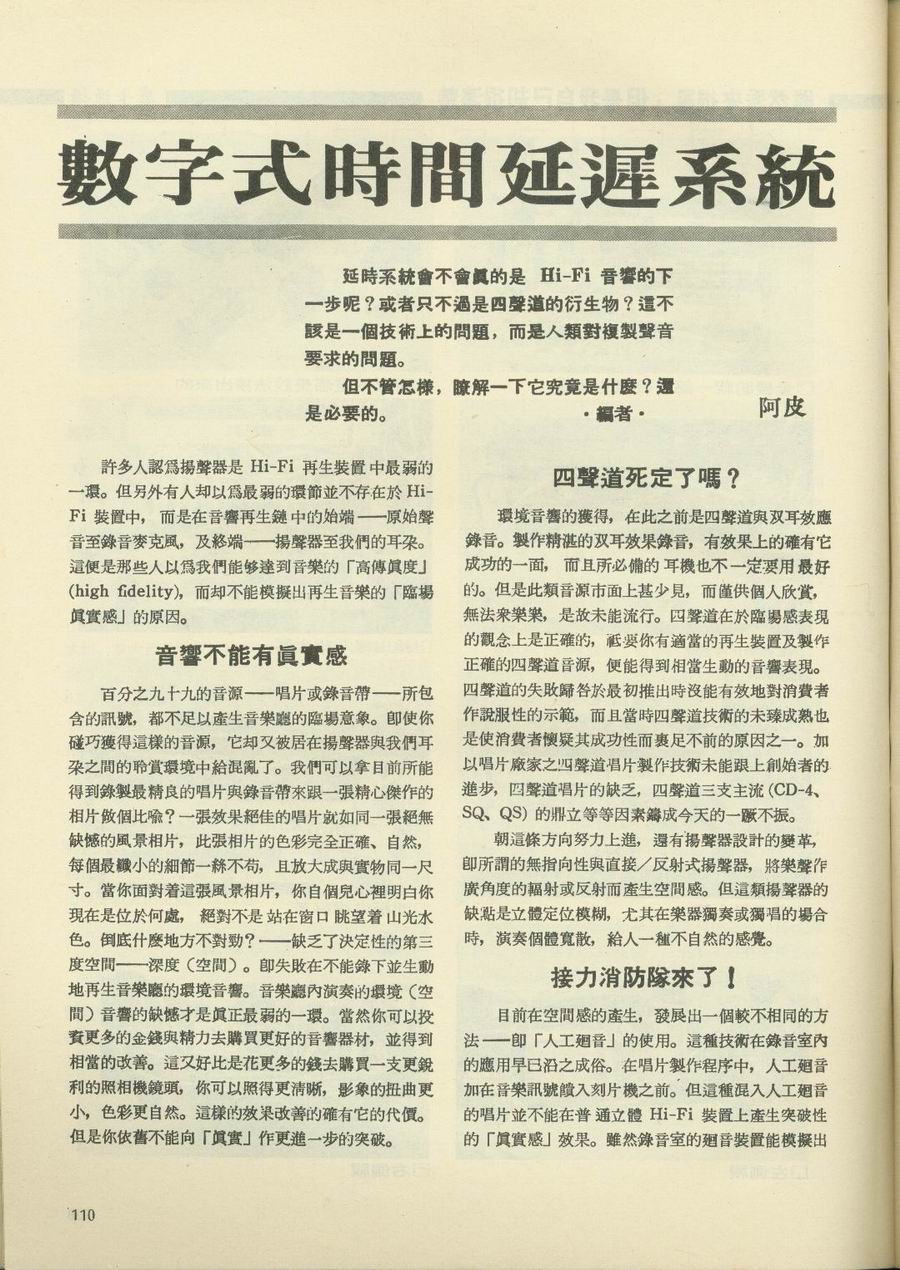 數字式時間延遲系統
延時系統會不會眞的是 Hi-Fi 音響的下
一步呢？或者只不過是四聲道的衍生物？這不
該是一個技術上的問題，而是人類對複製聲音
要求的問題。
但不管怎樣，瞭解一下它究竟是什麽？還
是必要的。
・編者・
阿皮
許多人認爲揚聲器是 Hi-Fi 再生裝置中最弱的
一環。但另外有人却以爲最弱的環節並不存在於 Hi-
Fi 裝置中，而是在音響再生鏈中的始端——原始聲
音至錄音麥克風，及終端——揚聲器至我們的耳朶。
這便是那些人以爲我們能够達到音樂的「高傳眞度」
(high fidelity)，而却不能模擬出再生音樂的「臨場
眞實感」的原因。
音響不能有眞實感
百分之九十九的音源——唱片或錄音帶——所包
含的訊號，都不足以產生音樂廳的臨場意象。卽使你
碰巧獲得這樣的音源，它却又被居在揚聲器與我們耳
朶之間的聆賞環境中給混亂了。我們可以拿目前所能
得到錄製最精良的唱片與錄音帶來跟一張精心傑作的
相片做個比喩？一張效果絕佳的唱片就如同一張絕無
缺憾的風景相片，此張相片的色彩完全正確、自然，
每個最纖小的細節一絲不苟，且放大成與實物同一尺
寸。當你面對着這張風景相片，你自個兒心裡明白你
現在是位於何處，絕對不是站在窗口眺望着山光水
色。倒底什麽地方不對勁？——缺乏了決定性的第三
度空間——深度（空間）。卽失敗在不能錄下並生動
地再生音樂廳的環境音響。音樂廳內演奏的環境（空
間）音響的缺憾才是眞正最弱的一環。當然你可以投
資更多的金錢與精力去購買更好的音響器材，並得到
相當的改善。這又好比是花更多的錢去購買一支更銳
利的照相機鏡頭，你可以照得更淸晰，影象的扭曲更
小，色彩更自然。這樣的效果改善的確有它的代價。
但是你依舊不能向「眞實」作更進一步的突破。
四聲道死定了嗎？
環境音響的獲得，在此之前是四聲道與双耳效應
錄音。製作精湛的双耳效果錄音，有效果上的確有它
成功的一面，而且所必備的耳機也不一定要用最好
的。但是此類音源市面上甚少見，而僅供個人欣賞，
無法衆樂樂，是故未能流行。四聲道在於臨場感表現
的觀念上是正確的，祗要你有適當的再生裝置及製作
正確的四聲道音源，便能得到相當生動的音響表現。
四聲道的失敗歸咎於最初推出時沒能有效地對消費者
作說服性的示範，而且當時四聲道技術的未臻成熟也
是使消費者懷疑其成功性而裹足不前的原因之一。加
以唱片廠家之四聲道唱片製作技術未能跟上創始者的
進步，四聲道唱片的缺乏，四聲道三支主流 (CD-4、
SQ、QS) 的鼎立等等因素鑄成今天的一蹶不振。
朝這條方向努力上進，還有揚聲器設計的變革，
卽所謂的無指向性與直接／反射式揚聲器，將樂聲作
廣角度的輻射或反射而產生空間感。但這類揚聲器的
缺點是立體定位模糊，尤其在樂器獨奏或獨唱的場合
時，演奏個體寬散，給人一種不自然的感覺。
接力消防隊來了！
目前在空間感的產生，發展出一個較不相同的方
法——卽「人工廻音」的使用。這種技術在錄音室內
的應用早已沿之成俗。在唱片製作程序中，人工廻音
加在音樂訊號饋入刻片機之前。但這種混入人工廻音
的唱片並不能在普通立體 Hi-Fi 裝置上產生突破性
的「眞實感」效果。雖然錄音室的廻音裝置能模擬出
110